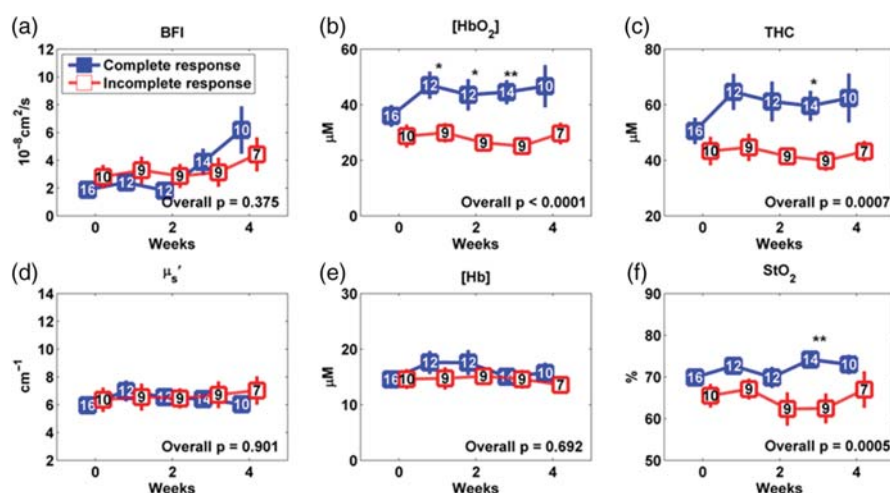 (a) BFI
10⁻⁸cm²/s
12
10
8
6
4
2
0
Complete response
Incomplete response
16 10 12 9 12 9 14 9 10 7
Overall p = 0.375
0 2 4
Weeks
(b) [HbO₂]
μM
60
40
20
0
* * **
16 10 12 9 12 9 14 9 10 7
Overall p < 0.0001
0 2 4
Weeks
(c) THC
μM
80
60
40
20
*
16 10 12 9 12 9 14 9 10 7
Overall p = 0.0007
0 2 4
Weeks
(d) μₛ'
cm⁻¹
14
12
10
8
6
4
2
16 10 12 9 12 9 14 9 10 7
Overall p = 0.901
0 2 4
Weeks
(e) [Hb]
μM
30
20
10
0
16 10 12 9 12 9 14 9 10 7
Overall p = 0.692
0 2 4
Weeks
(f) StO₂
%
90
80
70
60
50
**
16 10 12 9 12 9 14 9 10 7
Overall p = 0.0005
0 2 4
Weeks